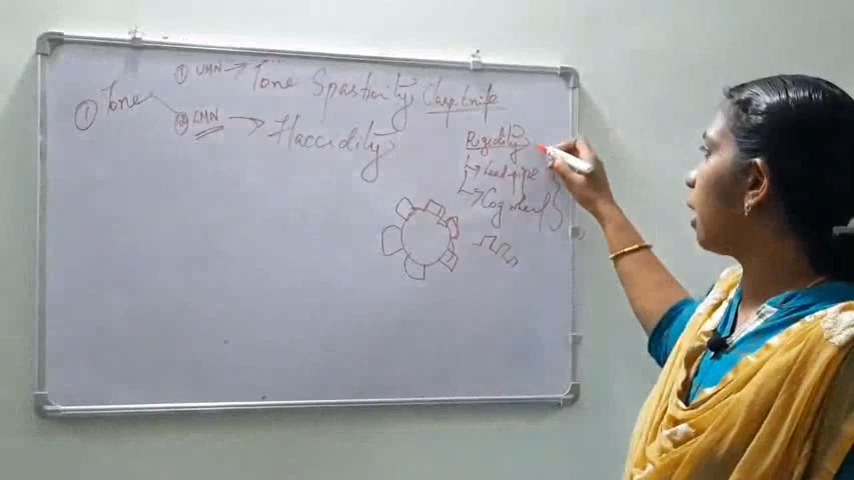 ① UMN → Tone Spasticity Clasp knife
① Tone
② LMN → Flaccidity
Rigidity
↳ Lead pipe
↳ Cog wheel